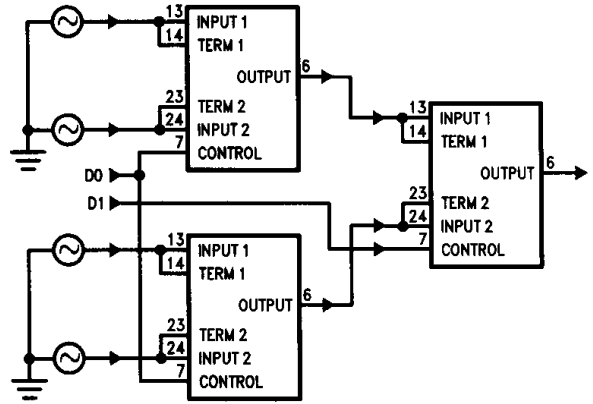 13 INPUT 1
14 TERM 1
OUTPUT 6
23 TERM 2
24 INPUT 2
7 CONTROL
D0
D1
13 INPUT 1
14 TERM 1
OUTPUT 6
23 TERM 2
24 INPUT 2
7 CONTROL
13 INPUT 1
14 TERM 1
OUTPUT 6
23 TERM 2
24 INPUT 2
7 CONTROL